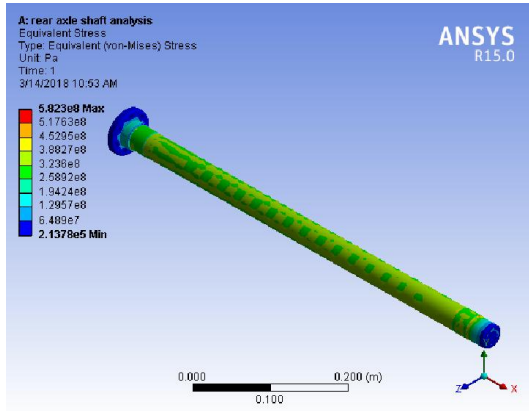 A: rear axle shaft analysis
Equivalent Stress
Type: Equivalent (von-Mises) Stress
Unit: Pa
Time: 1
3/14/2018 10:53 AM
ANSYS
R15.0
5.823e8 Max
5.1763e8
4.5295e8
3.8827e8
3.236e8
2.5892e8
1.9424e8
1.2957e8
6.489e7
2.1378e5 Min
0.000
0.200 (m)
0.100
Y
Z
X